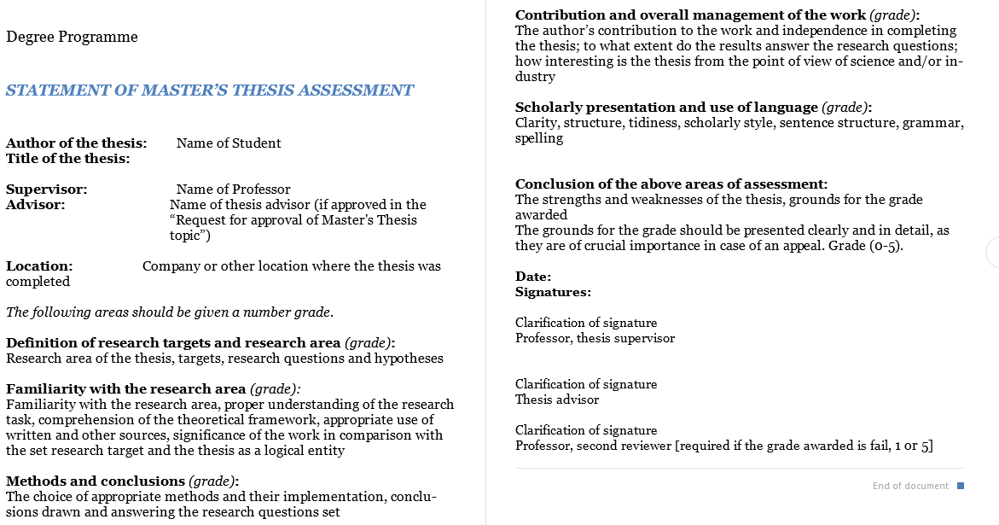 Degree Programme
STATEMENT OF MASTER'S THESIS ASSESSMENT
Author of the thesis: Name of Student
Title of the thesis:
Supervisor: Name of Professor
Advisor: Name of thesis advisor (if approved in the
“Request for approval of Master's Thesis
topic”)
Location: Company or other location where the thesis was
completed
The following areas should be given a number grade.
Definition of research targets and research area (grade):
Research area of the thesis, targets, research questions and hypotheses
Familiarity with the research area (grade):
Familiarity with the research area, proper understanding of the research
task, comprehension of the theoretical framework, appropriate use of
written and other sources, significance of the work in comparison with
the set research target and the thesis as a logical entity
Methods and conclusions (grade):
The choice of appropriate methods and their implementation, conclu-
sions drawn and answering the research questions set
Contribution and overall management of the work (grade):
The author’s contribution to the work and independence in completing
the thesis; to what extent do the results answer the research questions;
how interesting is the thesis from the point of view of science and/or in-
dustry
Scholarly presentation and use of language (grade):
Clarity, structure, tidiness, scholarly style, sentence structure, grammar,
spelling
Conclusion of the above areas of assessment:
The strengths and weaknesses of the thesis, grounds for the grade
awarded
The grounds for the grade should be presented clearly and in detail, as
they are of crucial importance in case of an appeal. Grade (0-5).
Date:
Signatures:
Clarification of signature
Professor, thesis supervisor
Clarification of signature
Thesis advisor
Clarification of signature
Professor, second reviewer [required if the grade awarded is fail, 1 or 5]
End of document